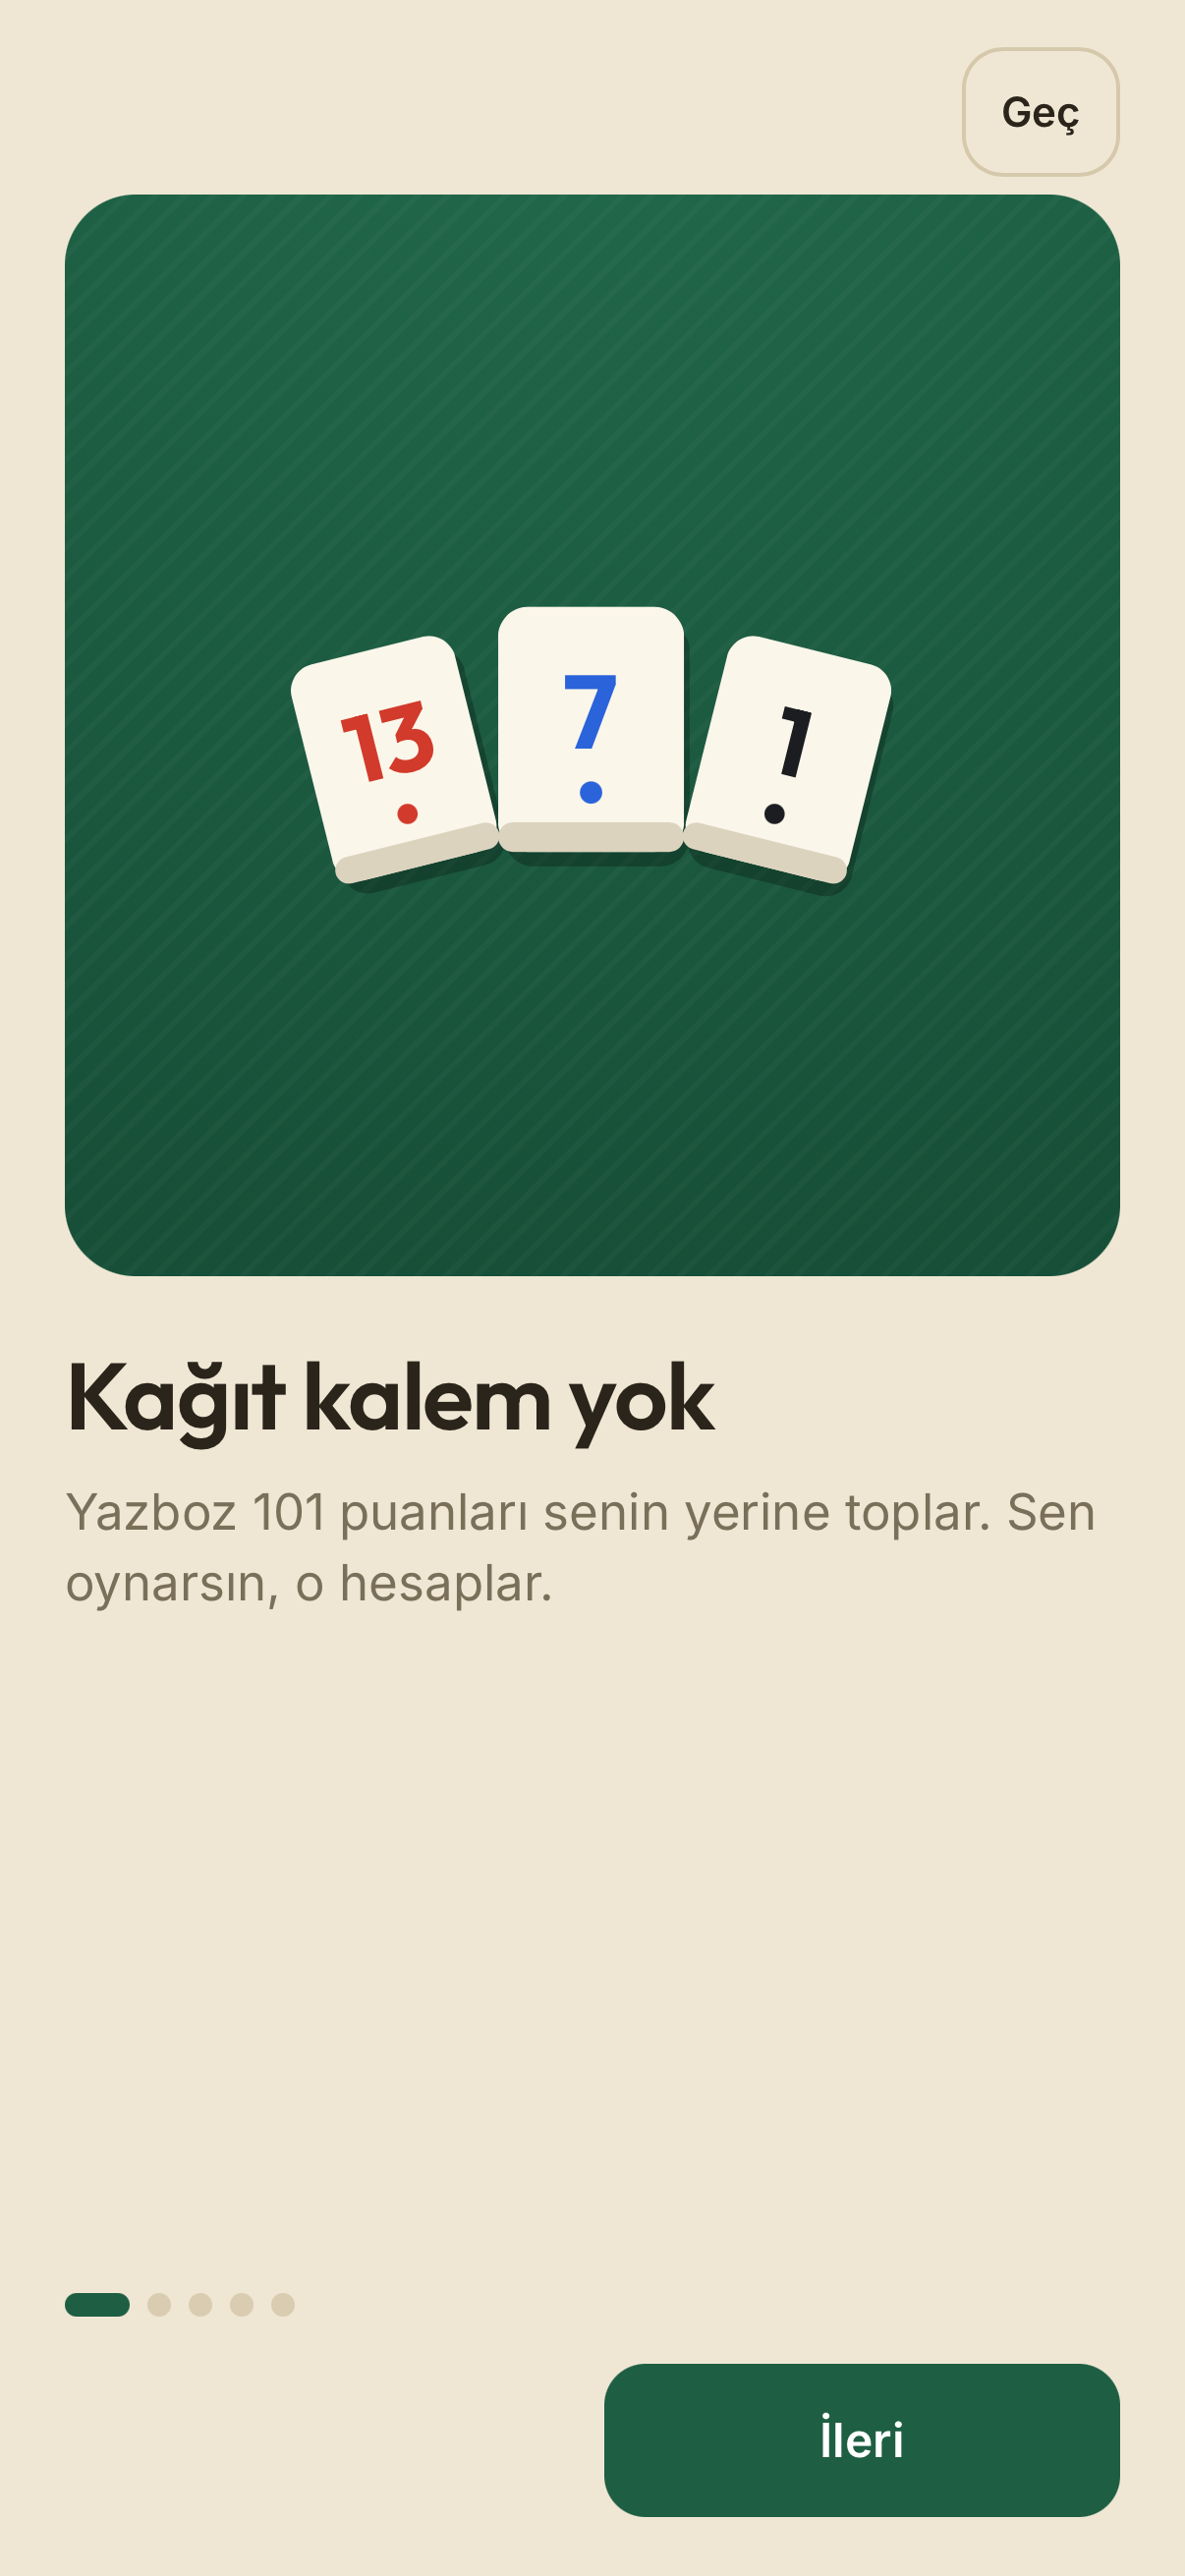 Geç
13
7
1
Kağıt kalem yok
Yazboz 101 puanları senin yerine toplar. Sen
oynarsın, o hesaplar.
İleri